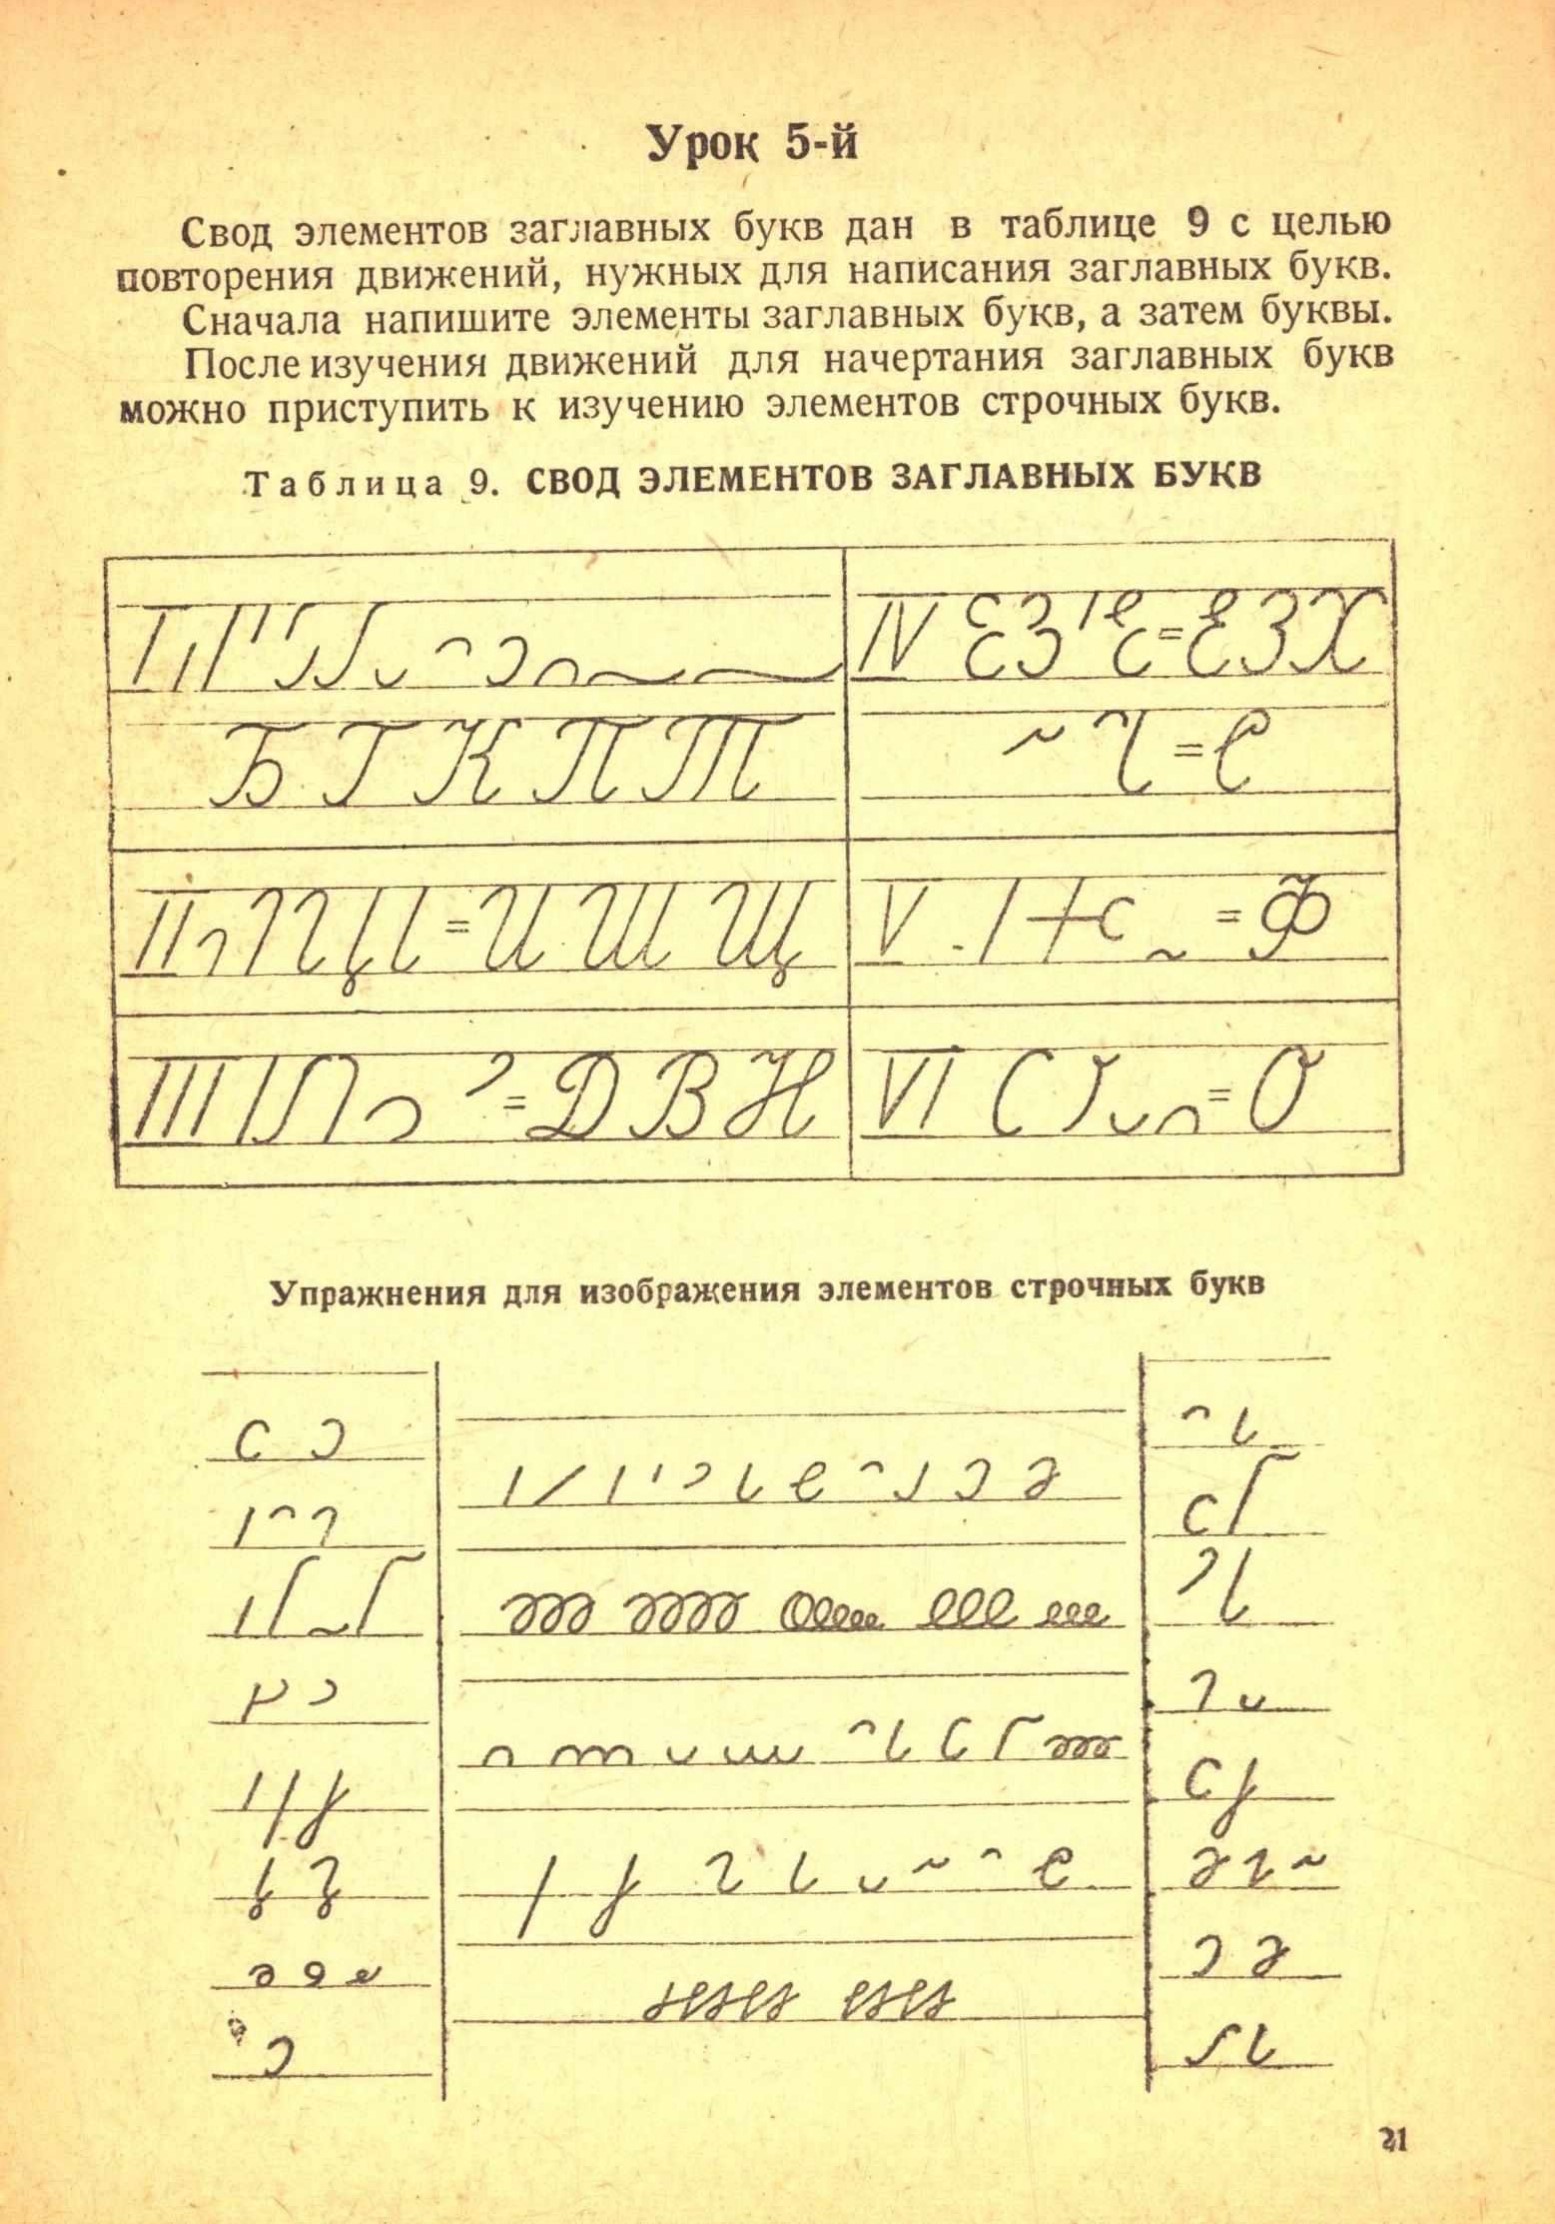 Урок 5-й
Свод элементов заглавных букв дан в таблице 9 с целью
повторения движений, нужных для написания заглавных букв.
Сначала напишите элементы заглавных букв, а затем буквы.
После изучения движений для начертания заглавных букв
можно приступить к изучению элементов строчных букв.
Таблица 9. СВОД ЭЛЕМЕНТОВ ЗАГЛАВНЫХ БУКВ
I
Б Г К П Т
II = И Ш Щ
III = Д В Н
IV = Е З Х
=
V = Ф
VI = О
Упражнения для изображения элементов строчных букв
21